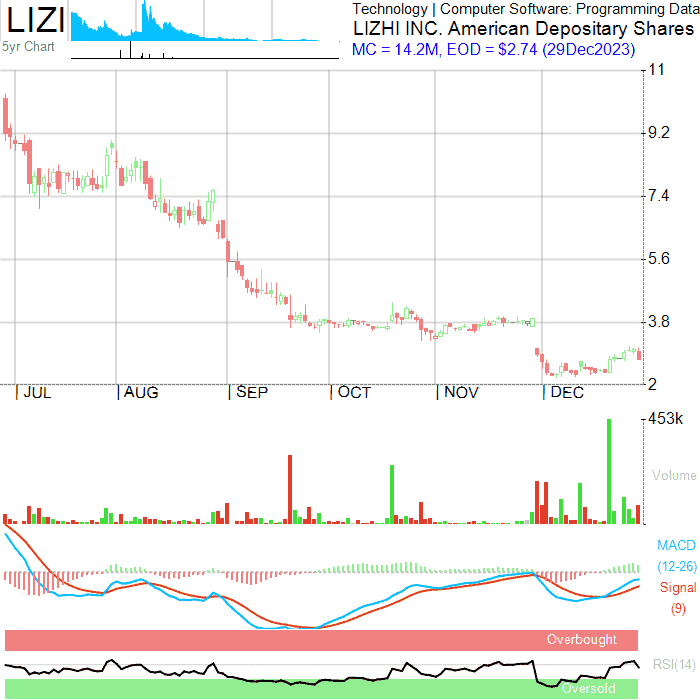 LIZI
5yr Chart
Technology | Computer Software: Programming Data
LIZHI INC. American Depositary Shares
MC = 14.2M, EOD = $2.74 (29Dec2023)
11
9.2
7.4
5.6
3.8
2
JUL AUG SEP OCT NOV DEC
453k
Volume
MACD
(12-26)
Signal
(9)
Overbought
RSI(14)
Oversold